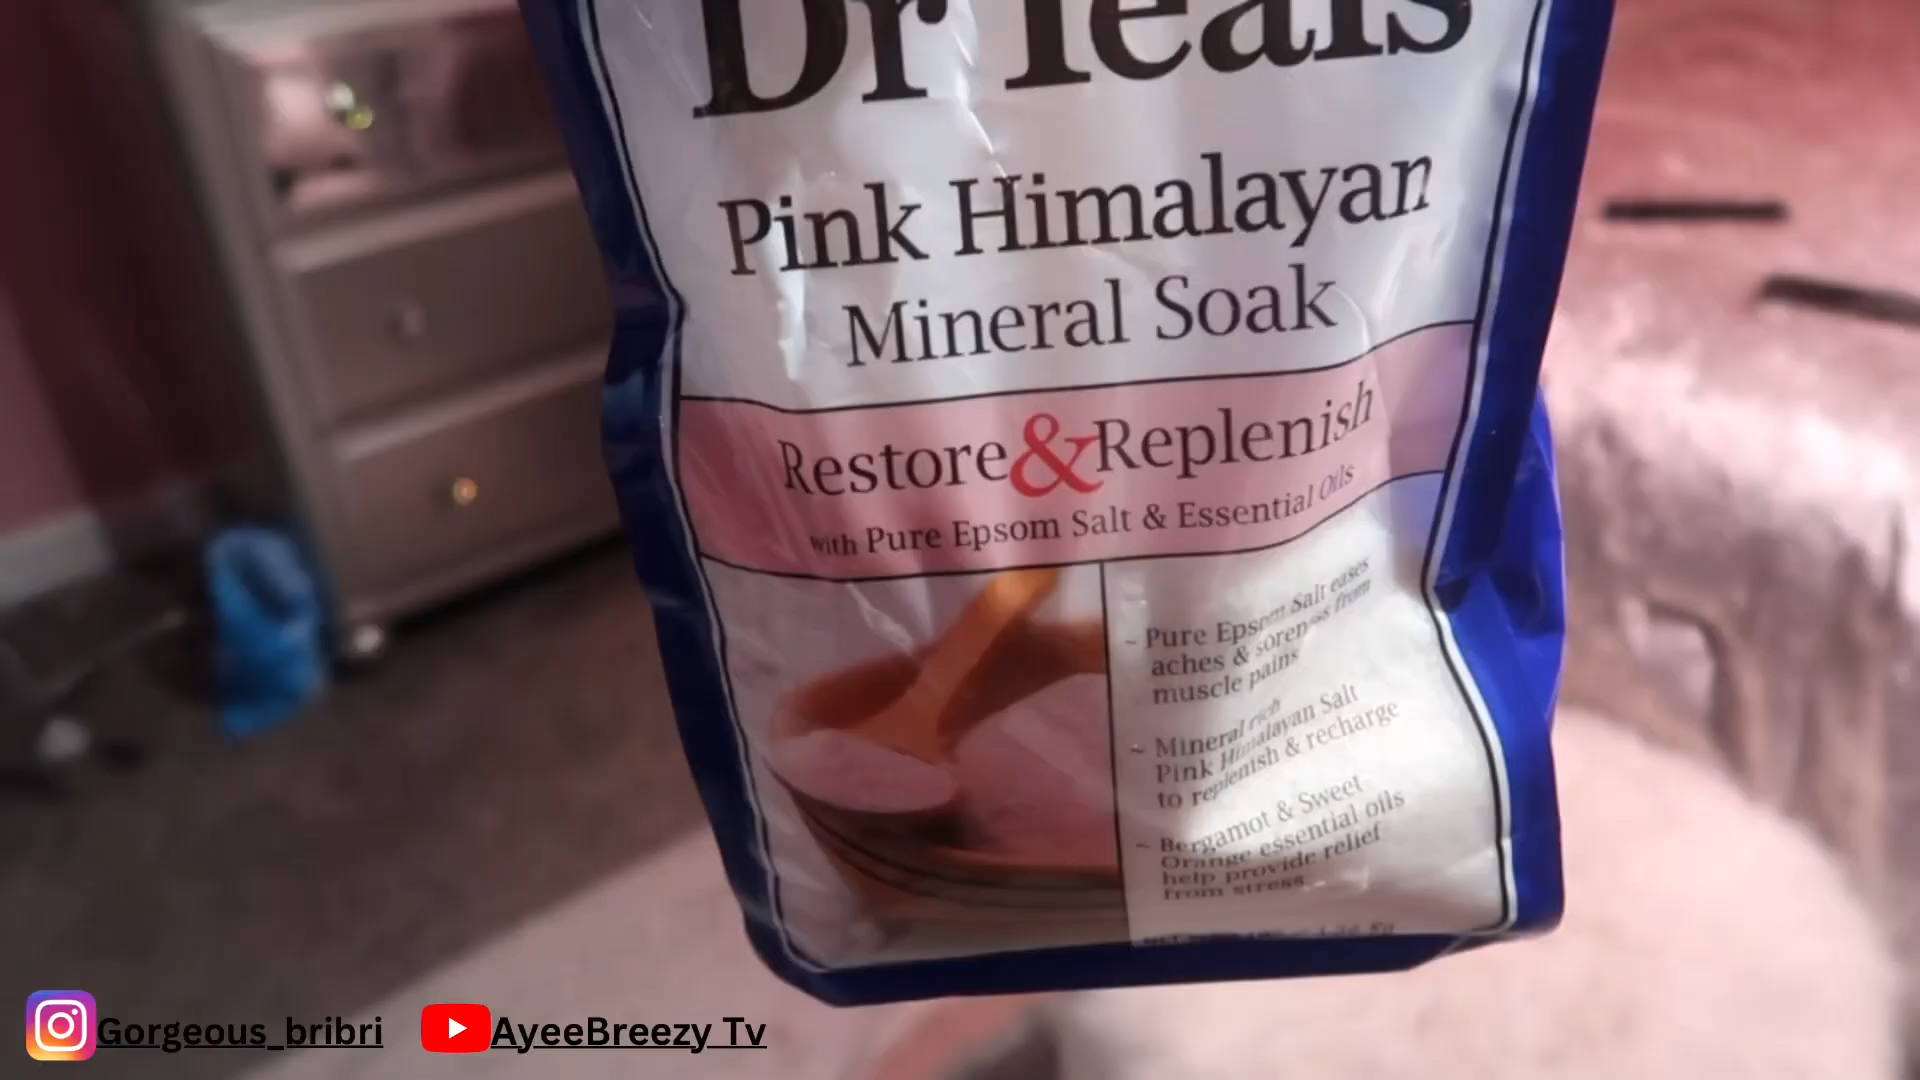 Dr Teals
Pink Himalayan
Mineral Soak
Restore & Replenish
with Pure Epsom Salt & Essential Oils
~ Pure Epsom Salt eases
aches & soreness from
muscle pains
~ Mineral rich
Pink Himalayan Salt
to replenish & recharge
~ Bergamot & Sweet
Orange essential oils
help provide relief
from stress
Gorgeous_bribri
AyeeBreezy Tv